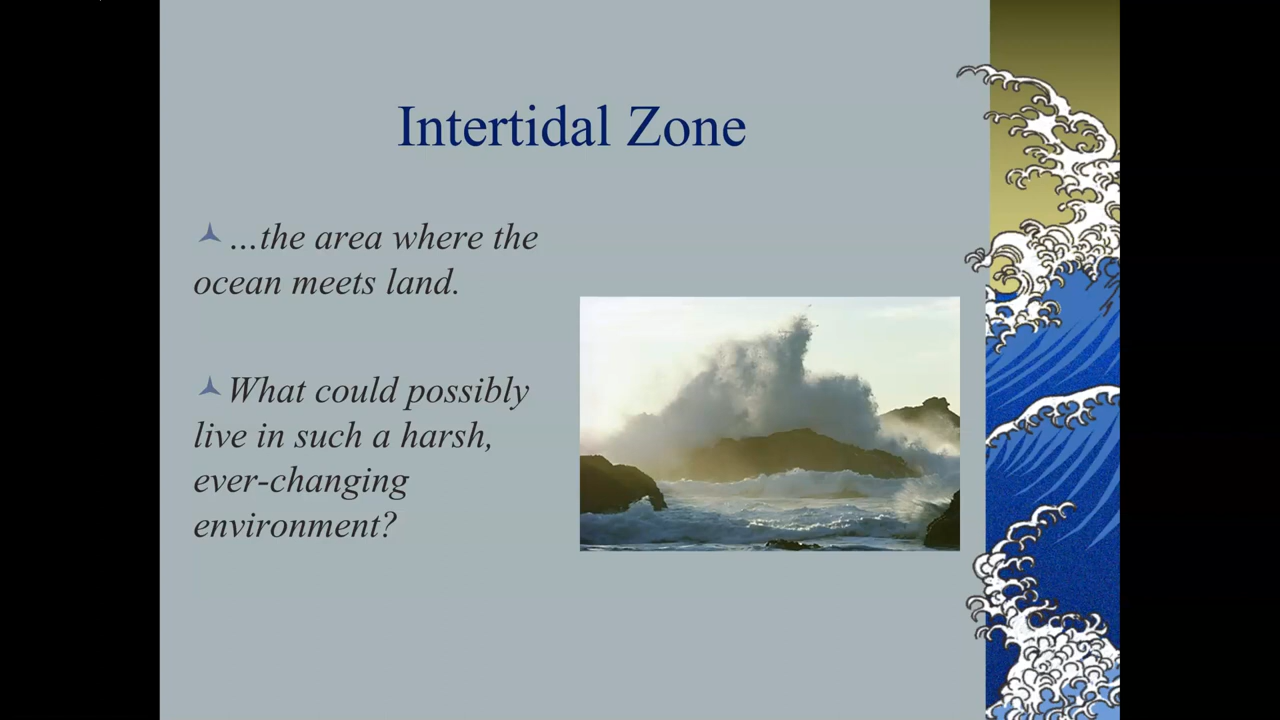 Intertidal Zone
…the area where the
ocean meets land.
What could possibly
live in such a harsh,
ever-changing
environment?